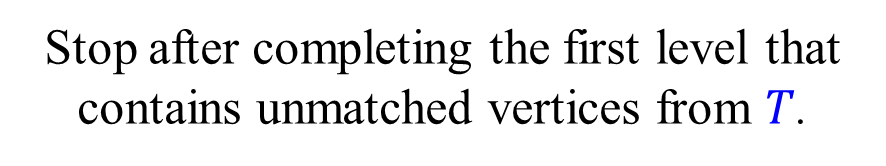 Stop after completing the first level that
contains unmatched vertices from T.